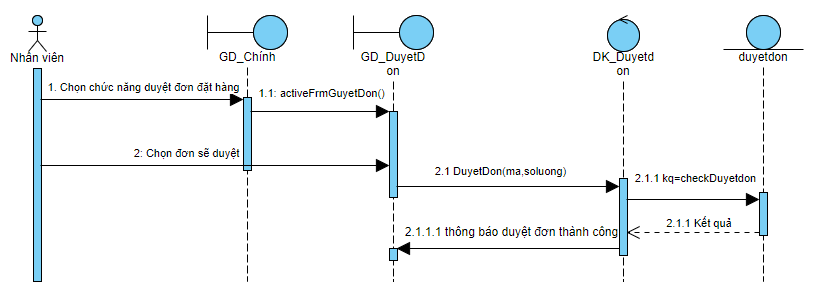 Nhân viên
GD_Chính
GD_DuyetD
on
DK_Duyetd
on
duyetdon
1. Chọn chức năng duyệt đơn đặt hàng
1.1: activeFrmGuyetDon()
2: Chọn đơn sẽ duyệt
2.1 DuyetDon(ma,soluong)
2.1.1 kq=checkDuyetdon
2.1.1 Kết quả
2.1.1.1 thông báo duyệt đơn thành công